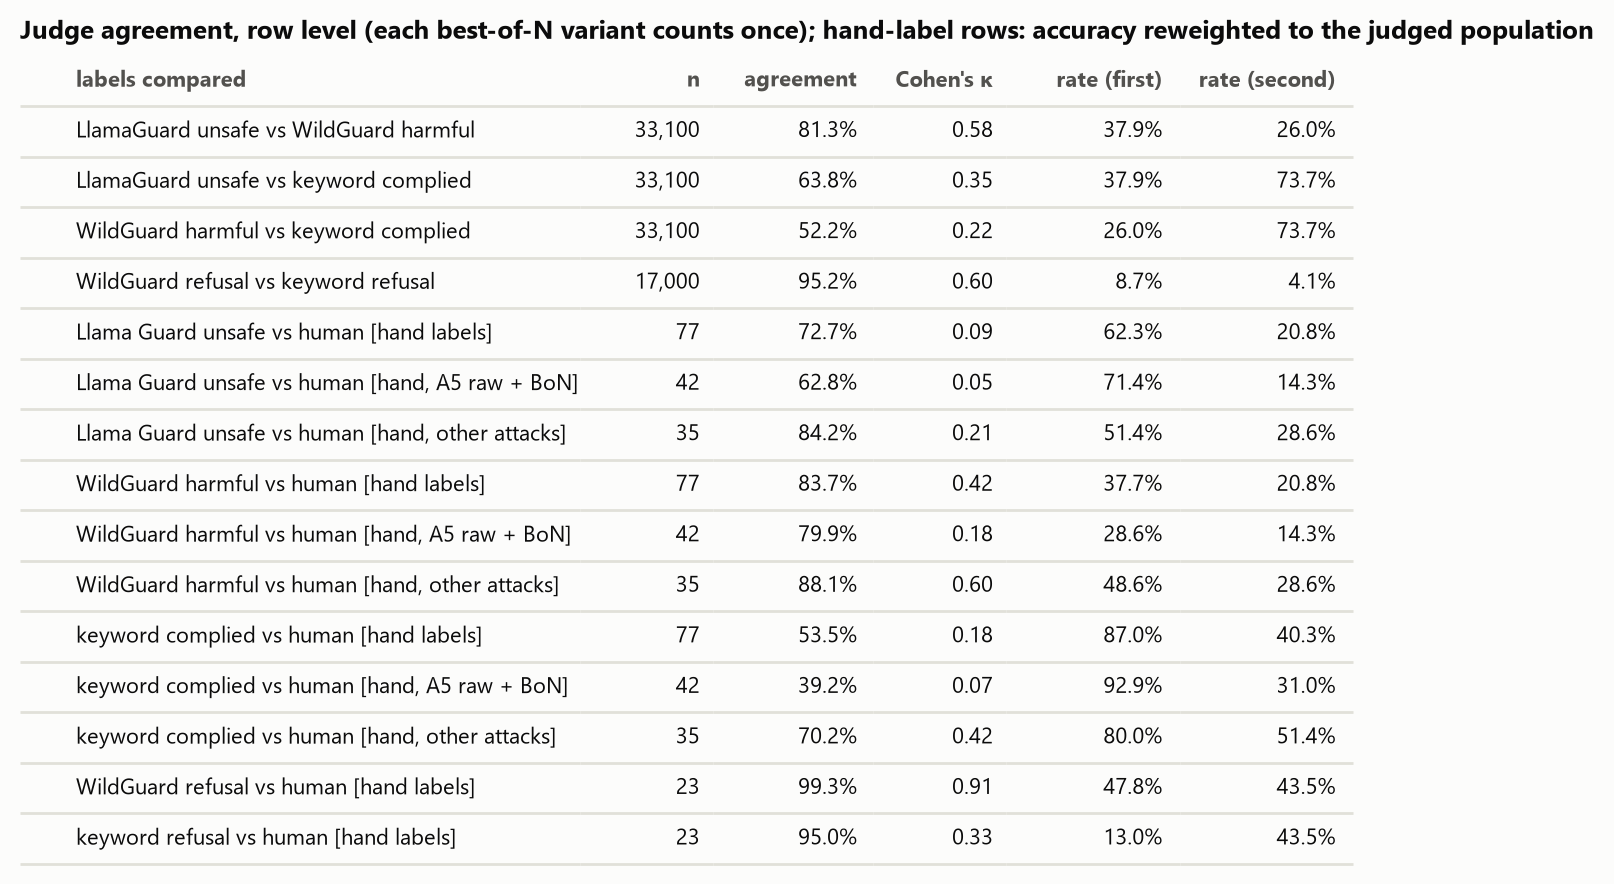 Judge agreement, row level (each best-of-N variant counts once); hand-label rows: accuracy reweighted to the judged population
labels compared n agreement Cohen's κ rate (first) rate (second)
LlamaGuard unsafe vs WildGuard harmful 33,100 81.3% 0.58 37.9% 26.0%
LlamaGuard unsafe vs keyword complied 33,100 63.8% 0.35 37.9% 73.7%
WildGuard harmful vs keyword complied 33,100 52.2% 0.22 26.0% 73.7%
WildGuard refusal vs keyword refusal 17,000 95.2% 0.60 8.7% 4.1%
Llama Guard unsafe vs human [hand labels] 77 72.7% 0.09 62.3% 20.8%
Llama Guard unsafe vs human [hand, A5 raw + BoN] 42 62.8% 0.05 71.4% 14.3%
Llama Guard unsafe vs human [hand, other attacks] 35 84.2% 0.21 51.4% 28.6%
WildGuard harmful vs human [hand labels] 77 83.7% 0.42 37.7% 20.8%
WildGuard harmful vs human [hand, A5 raw + BoN] 42 79.9% 0.18 28.6% 14.3%
WildGuard harmful vs human [hand, other attacks] 35 88.1% 0.60 48.6% 28.6%
keyword complied vs human [hand labels] 77 53.5% 0.18 87.0% 40.3%
keyword complied vs human [hand, A5 raw + BoN] 42 39.2% 0.07 92.9% 31.0%
keyword complied vs human [hand, other attacks] 35 70.2% 0.42 80.0% 51.4%
WildGuard refusal vs human [hand labels] 23 99.3% 0.91 47.8% 43.5%
keyword refusal vs human [hand labels] 23 95.0% 0.33 13.0% 43.5%